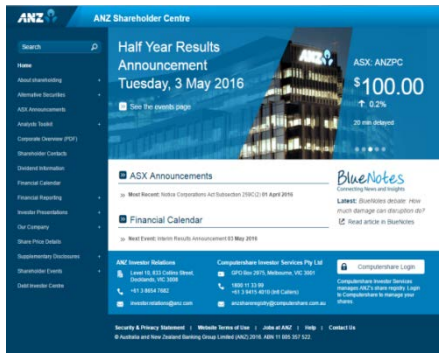 ANZ
ANZ Shareholder Centre
Search
Home
About shareholding
Alternative Securities
ASX Announcements
Analysts Toolkit
Corporate Overview (PDF)
Shareholder Contacts
Dividend Information
Financial Calendar
Financial Reporting
Investor Presentations
Our Company
Share Price Details
Supplementary Disclosures
Shareholder Events
Debt Investor Centre
Half Year Results
Announcement
Tuesday, 3 May 2016
See the events page
ANZ
ASX: ANZPC
$100.00
0.2%
20 min delayed
ASX Announcements
Most Recent: Notice Corporations Act Subsection 259C(2) 01 April 2016
Financial Calendar
Next Event: Interim Results Announcement 03 May 2016
BlueNotes
Connecting News and Insights
Latest: BlueNotes debate: How
much damage can disruption do?
Read article in BlueNotes
ANZ Investor Relations
Level 10, 833 Collins Street,
Docklands, VIC 3008
+61 3 8654 7682
investor.relations@anz.com
Computershare Investor Services Pty Ltd
GPO Box 2975, Melbourne, VIC 3001
1800 11 33 99
+61 3 9415 4010 (Intl Callers)
anzshareregistry@computershare.com.au
Computershare Login
Computershare Investor Services
manages ANZ's share registry. Login
to Computershare to manage your
shares.
Security & Privacy Statement | Website Terms of Use | Jobs at ANZ | Help | Contact Us
© Australia and New Zealand Banking Group Limited (ANZ) 2016. ABN 11 005 357 522.